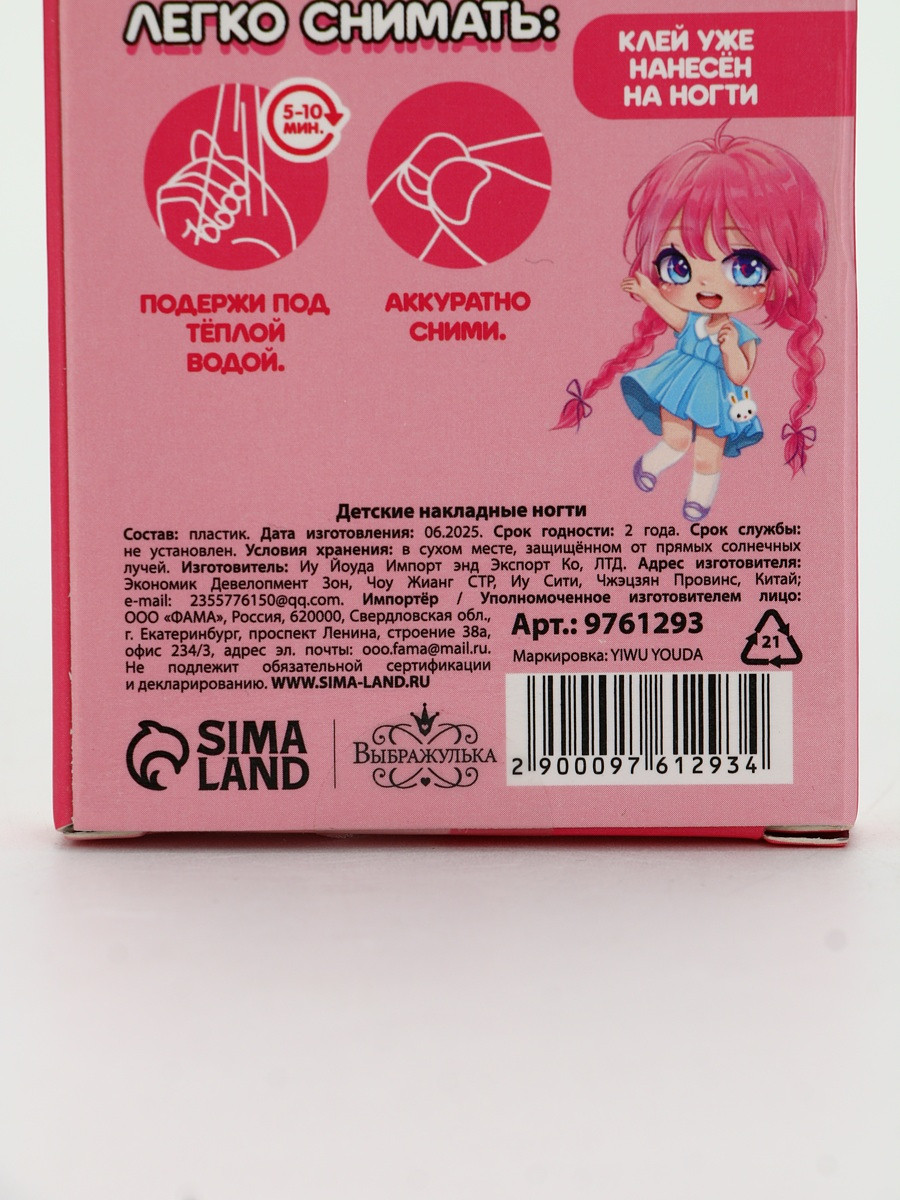 ЛЕГКО СНИМАТЬ:
КЛЕЙ УЖЕ
НАНЕСЁН
НА НОГТИ
5-10
МИН.
ПОДЕРЖИ ПОД
ТЁПЛОЙ
ВОДОЙ.
АККУРАТНО
СНИМИ.
Детские накладные ногти
Состав: пластик. Дата изготовления: 06.2025. Срок годности: 2 года. Срок службы:
не установлен. Условия хранения: в сухом месте, защищённом от прямых солнечных
лучей. Изготовитель: Иу Йоуда Импорт энд Экспорт Ко, ЛТД. Адрес изготовителя:
Экономик Девелопмент Зон, Чоу Жианг СТР, Иу Сити, Чжэцзян Провинс, Китай;
e-mail: 2355776150@qq.com. Импортёр / Уполномоченное изготовителем лицо:
ООО «ФАМА», Россия, 620000, Свердловская обл.,
г. Екатеринбург, проспект Ленина, строение 38а,
офис 234/3, адрес эл. почты: ooo.fama@mail.ru.
Не подлежит обязательной сертификации
и декларированию. WWW.SIMA-LAND.RU
Арт.: 9761293
Маркировка: YIWU YOUDA
21
SIMA
LAND
ВЫБРАЖУЛЬКА
2 900097 612934